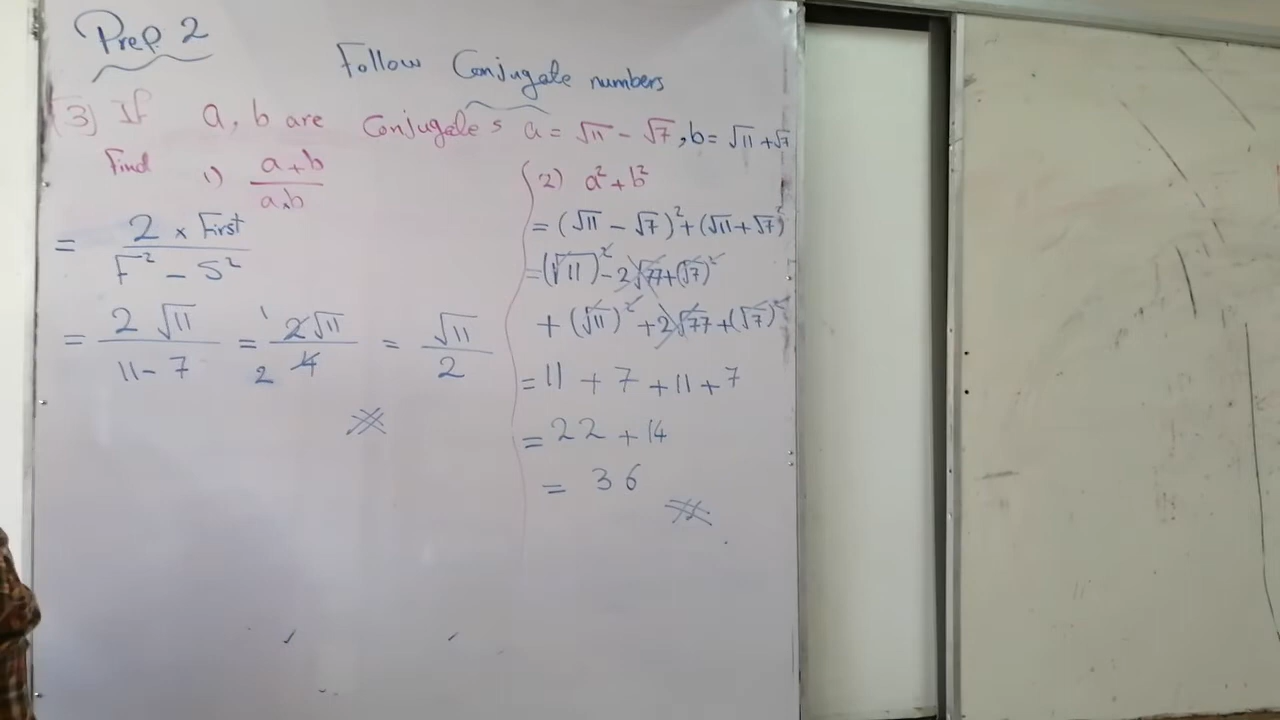 Prep 2
Follow Conjugate numbers
[3] If a, b are Conjugates a = √11 - √7, b = √11 + √7
Find 1) a+b / a.b
= 2 × First / F² - S²
= 2√11 / 11 - 7 = 2√11 / 4 = √11 / 2
1
2
2) a² + b²
= (√11 - √7)² + (√11 + √7)²
= (√11)² - 2√77 + (√7)²
+ (√11)² + 2√77 + (√7)²
= 11 + 7 + 11 + 7
= 22 + 14
= 36